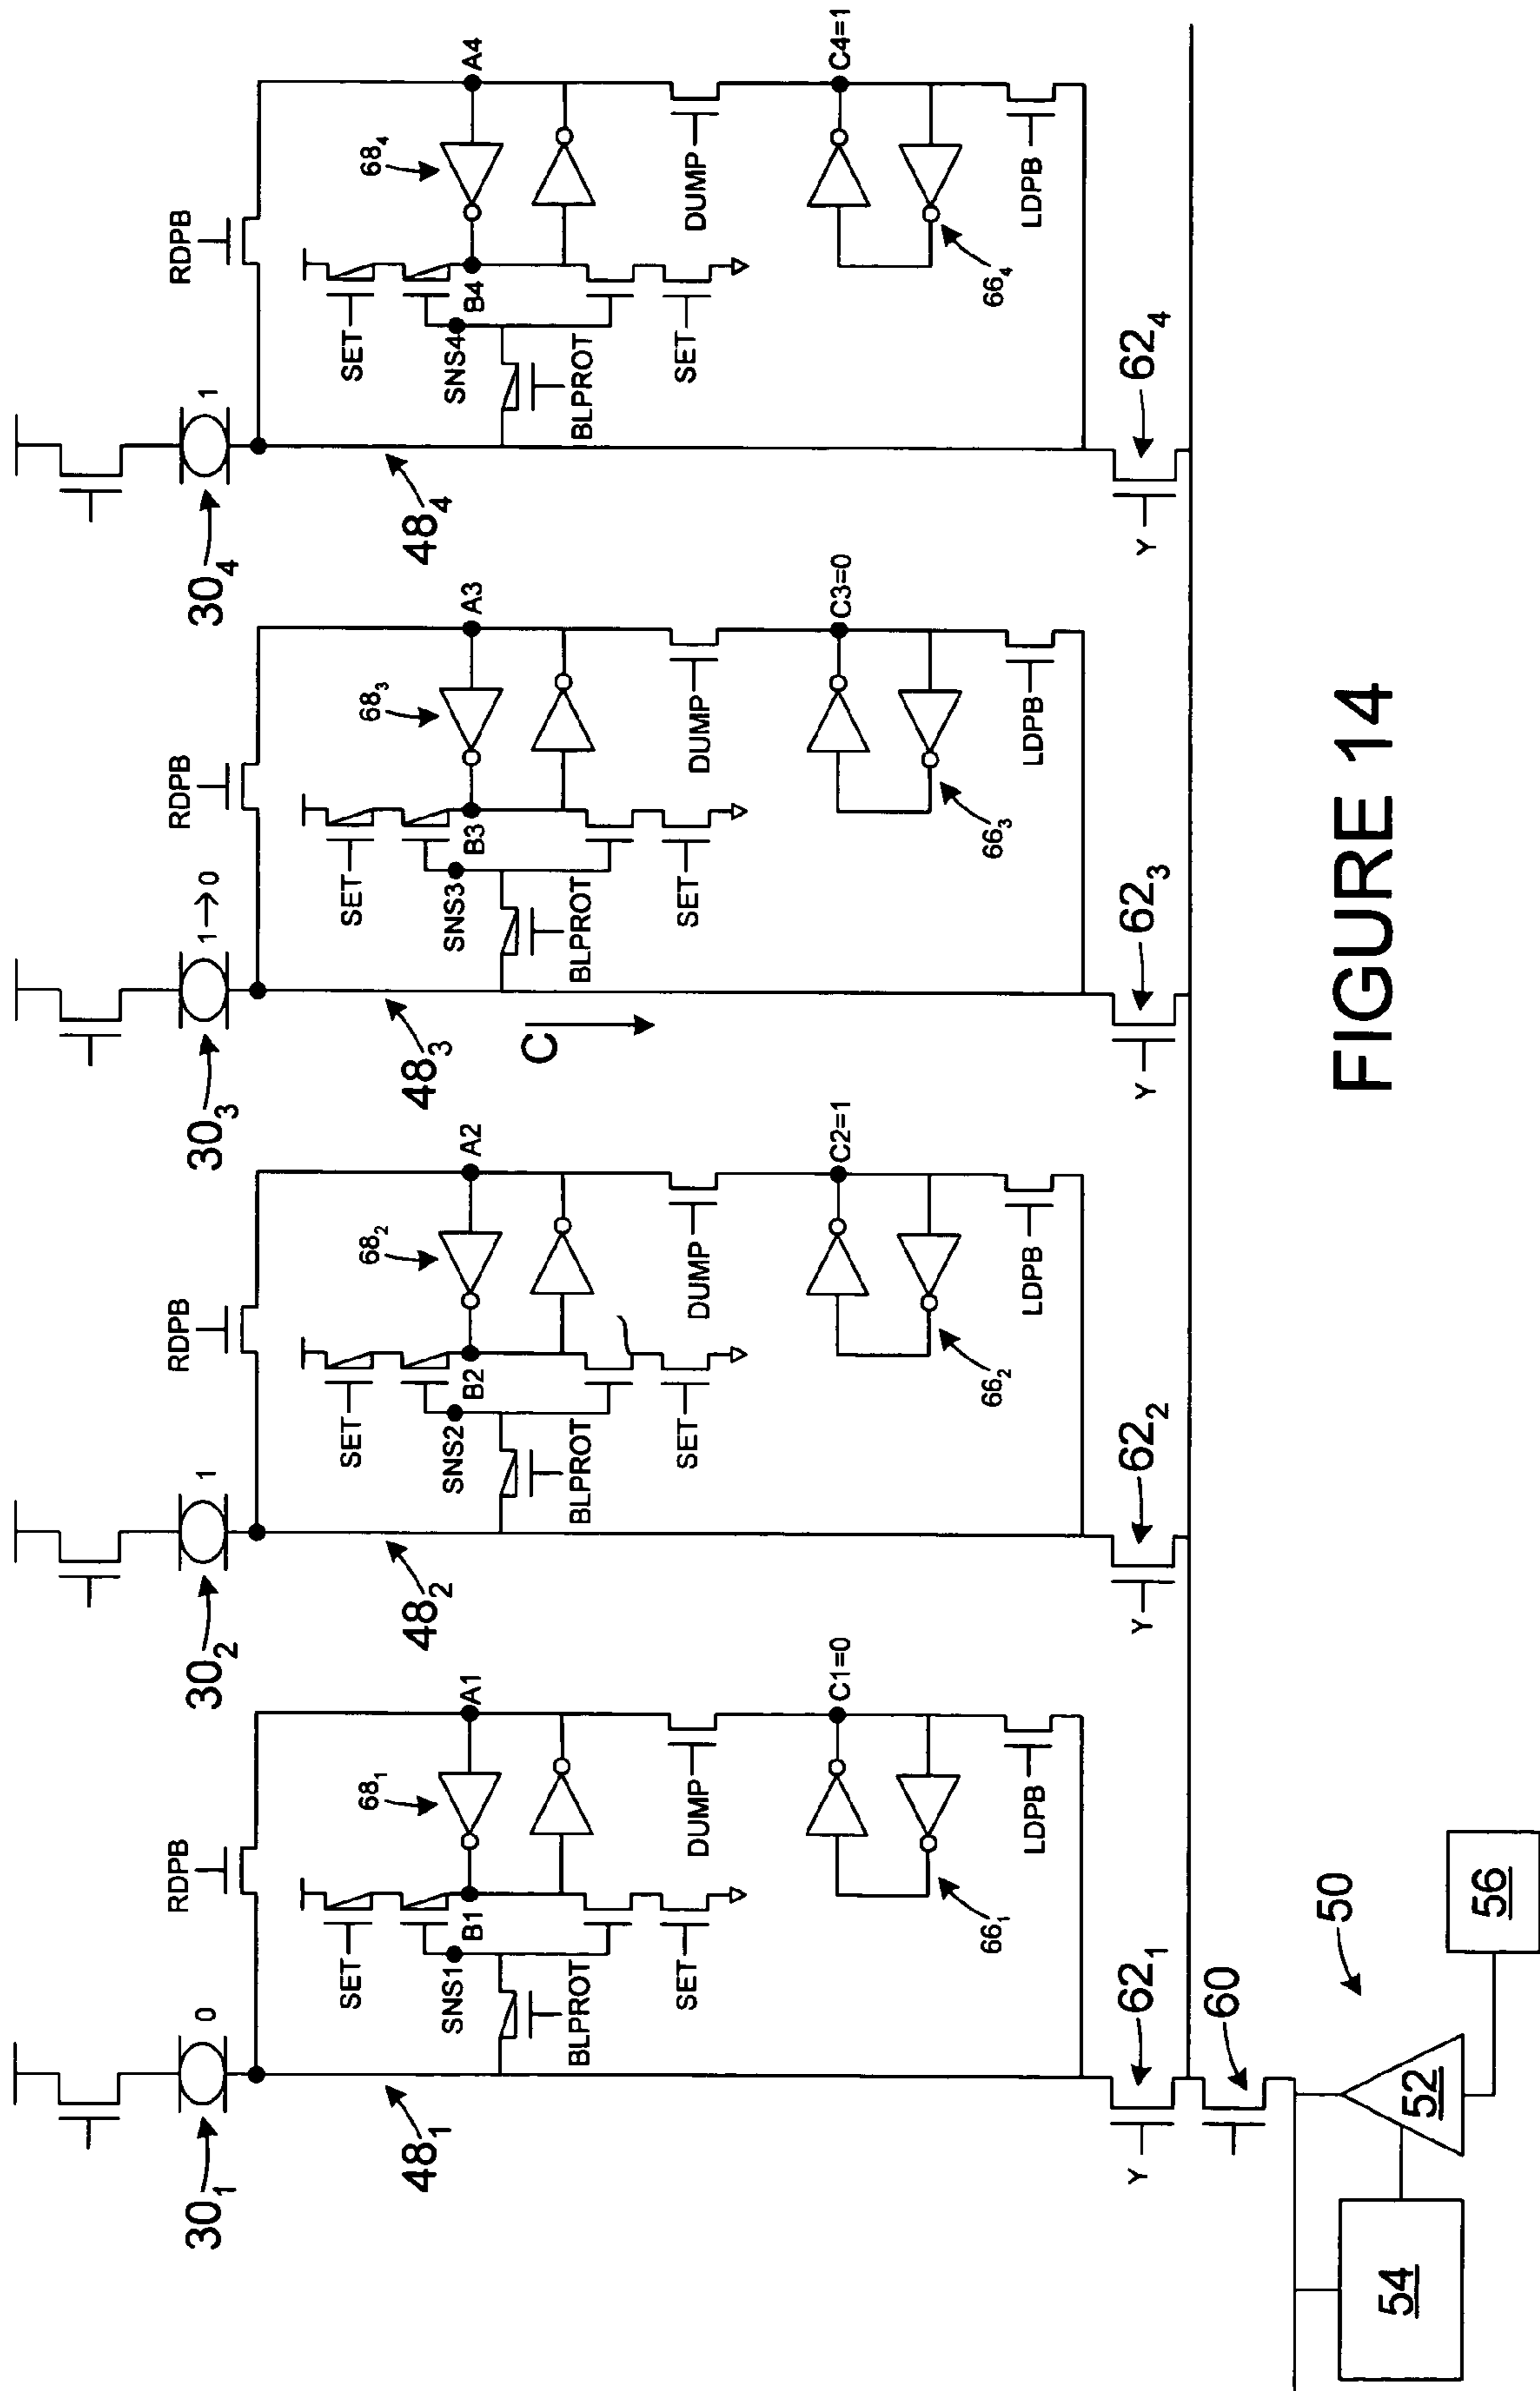 30₁
0
RDPB
48₁
SET
SNS1
B1
BLPROT
SET
68₁
A1
DUMP
C1=0
66₁
LDPB
Y
62₁
30₂
1
RDPB
48₂
SET
SNS2
B2
BLPROT
SET
68₂
A2
DUMP
C2=1
66₂
LDPB
Y
62₂
30₃
1→0
RDPB
48₃
C
SET
SNS3
B3
BLPROT
SET
68₃
A3
DUMP
C3=0
66₃
LDPB
Y
62₃
30₄
1
RDPB
48₄
SET
SNS4
B4
BLPROT
SET
68₄
A4
DUMP
C4=1
66₄
LDPB
Y
62₄
60
50
52
54
56
FIGURE 14